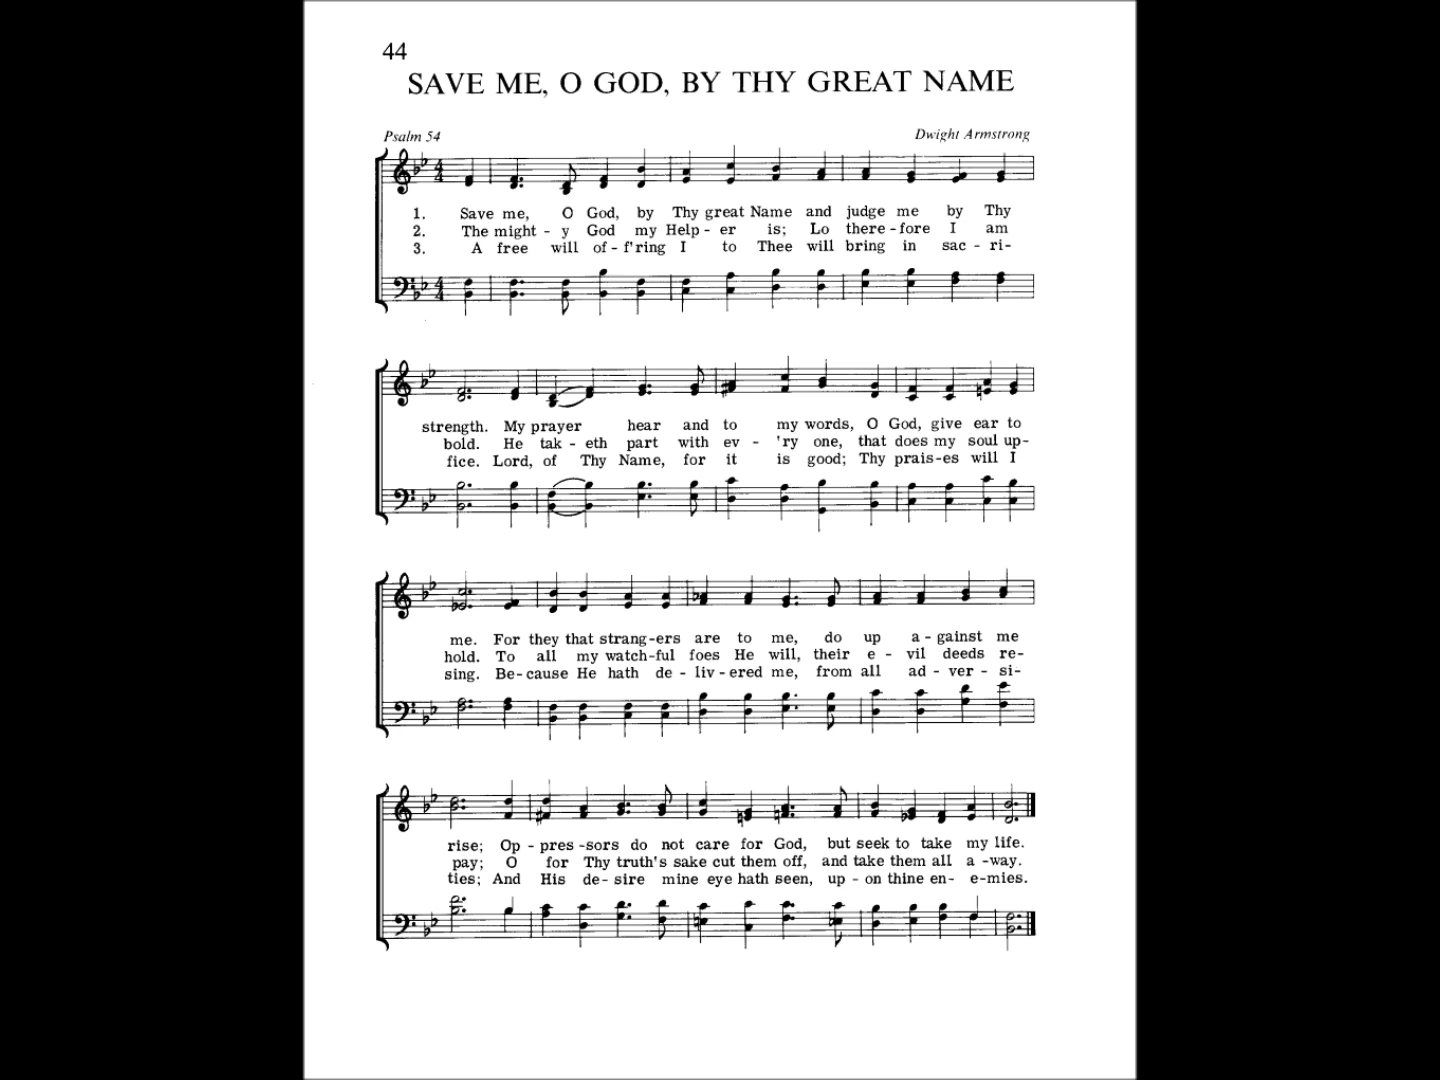 44
SAVE ME, O GOD, BY THY GREAT NAME
Psalm 54 Dwight Armstrong
1. Save me, O God, by Thy great Name and judge me by Thy
2. The might - y God my Help - er is; Lo there - fore I am
3. A free will of - f'ring I to Thee will bring in sac - ri-
strength. My prayer hear and to my words, O God, give ear to
bold. He tak - eth part with ev - 'ry one, that does my soul up-
fice. Lord, of Thy Name, for it is good; Thy prais-es will I
me. For they that strang-ers are to me, do up a - gainst me
hold. To all my watch-ful foes He will, their e - vil deeds re-
sing. Be-cause He hath de - liv - ered me, from all ad - ver - si-
rise; Op - pres -sors do not care for God, but seek to take my life.
pay; O for Thy truth's sake cut them off, and take them all a -way.
ties; And His de- sire mine eye hath seen, up - on thine en- e-mies.